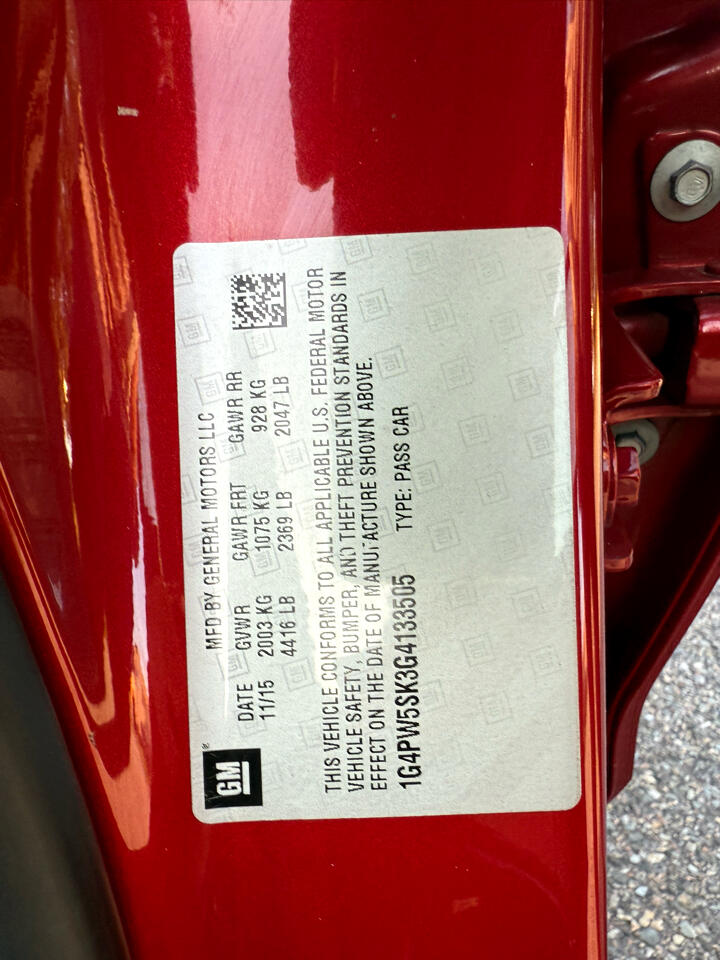 GM®
MFD BY GENERAL MOTORS LLC
DATE GVWR GAWR FRT GAWR RR
11/15 2003 KG 1075 KG 928 KG
4416 LB 2369 LB 2047 LB
THIS VEHICLE CONFORMS TO ALL APPLICABLE U.S. FEDERAL MOTOR
VEHICLE SAFETY, BUMPER, AND THEFT PREVENTION STANDARDS IN
EFFECT ON THE DATE OF MANUFACTURE SHOWN ABOVE.
1G4PW5SK3G4133505 TYPE: PASS CAR